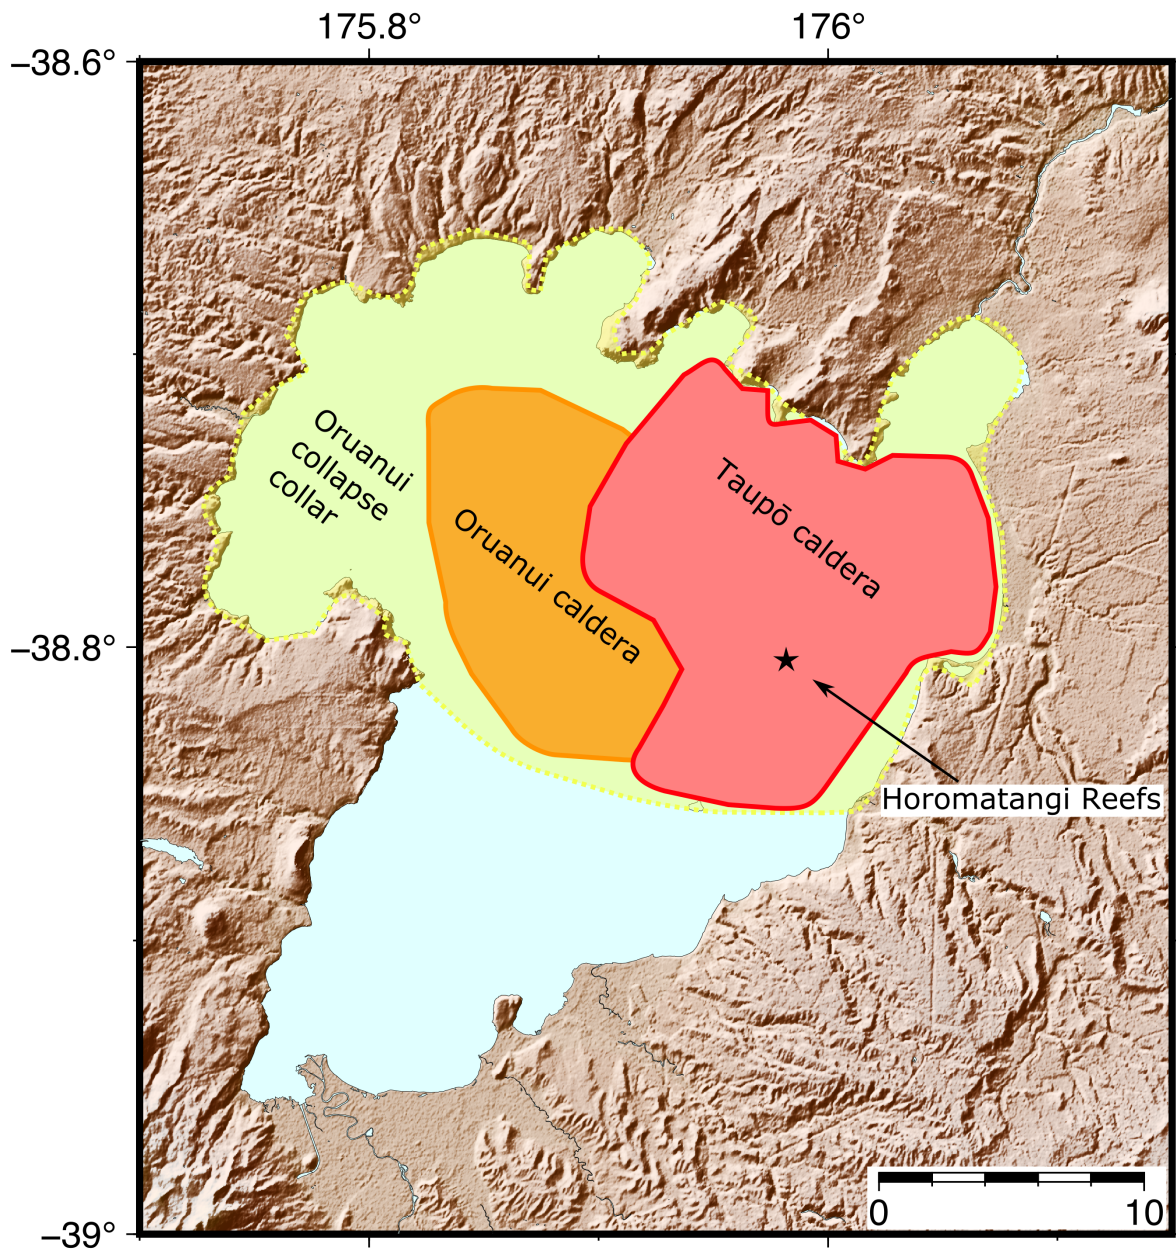 175.8° 176°
−38.6°
Oruanui
collapse
collar
Oruanui caldera
Taupō caldera
−38.8°
Horomatangi Reefs
0 10
−39°